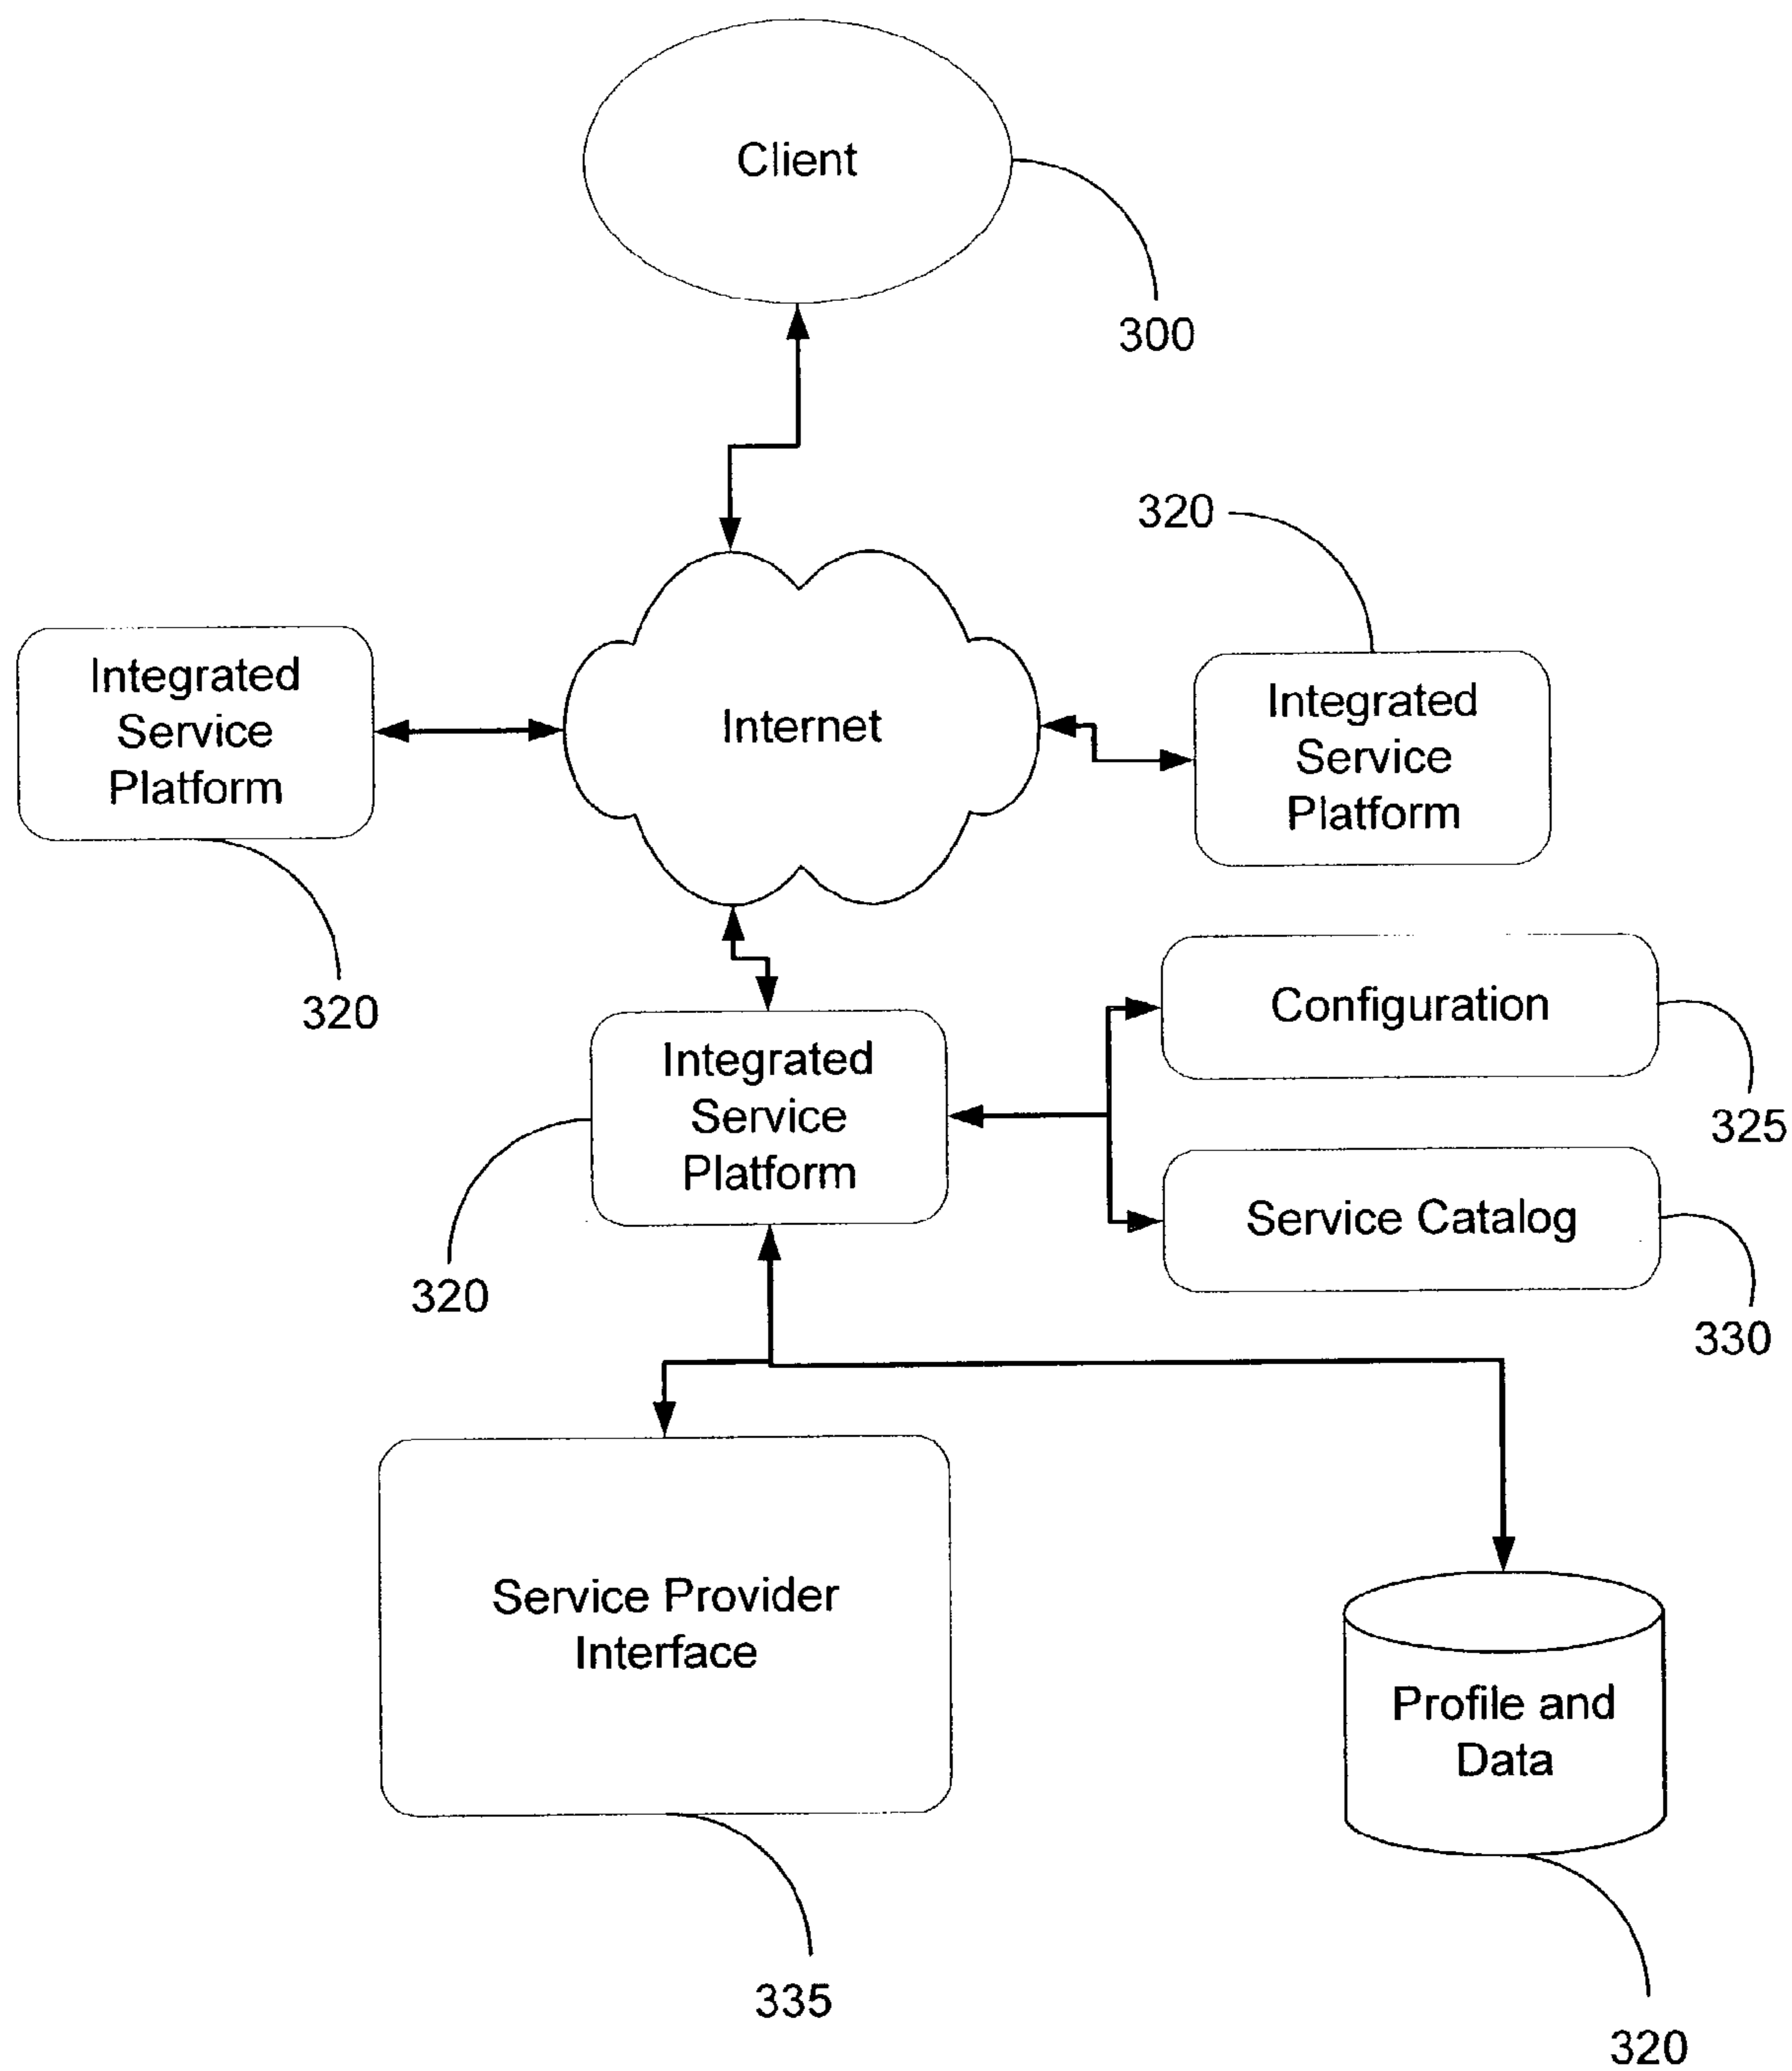 Client
300
320
Integrated
Service
Platform
Internet
Integrated
Service
Platform
320
Configuration
325
Integrated
Service
Platform
320
Service Catalog
330
Service Provider
Interface
335
Profile and
Data
320